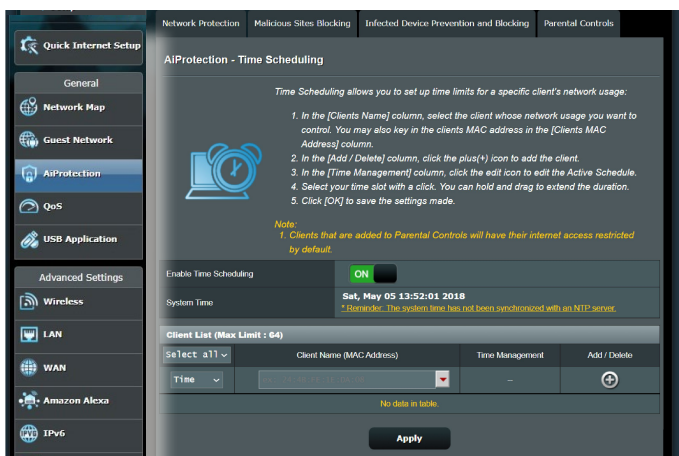 Network Protection
Malicious Sites Blocking
Infected Device Prevention and Blocking
Parental Controls
Quick Internet Setup
General
Network Map
Guest Network
AiProtection
QoS
USB Application
Advanced Settings
Wireless
LAN
WAN
Amazon Alexa
IPv6
AiProtection - Time Scheduling
Time Scheduling allows you to set up time limits for a specific client's network usage:
1. In the [Clients Name] column, select the client whose network usage you want to
control. You may also key in the clients MAC address in the [Clients MAC
Address] column.
2. In the [Add / Delete] column, click the plus(+) icon to add the client.
3. In the [Time Management] column, click the edit icon to edit the Active Schedule.
4. Select your time slot with a click. You can hold and drag to extend the duration.
5. Click [OK] to save the settings made.
Note:
1. Clients that are added to Parental Controls will have their internet access restricted
by default.
Enable Time Scheduling
ON
System Time
Sat, May 05 13:52:01 2018
* Reminder: The system time has not been synchronized with an NTP server.
Client List (Max Limit : 64)
Select all
Client Name (MAC Address)
Time Management
Add / Delete
Time
–
No data in table.
Apply